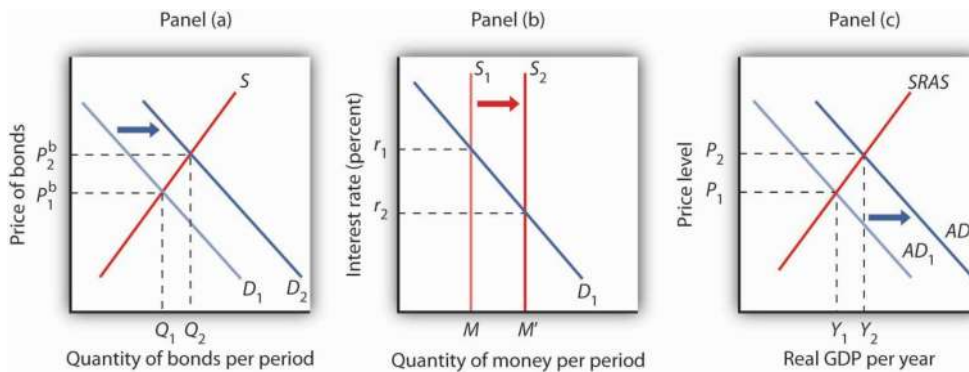 Panel (a)
Price of bonds
P₂ᵇ
P₁ᵇ
S
D₁
D₂
Q₁
Q₂
Quantity of bonds per period
Panel (b)
Interest rate (percent)
r₁
r₂
S₁
S₂
D₁
M
M'
Quantity of money per period
Panel (c)
Price level
P₂
P₁
SRAS
AD
AD₁
Y₁
Y₂
Real GDP per year